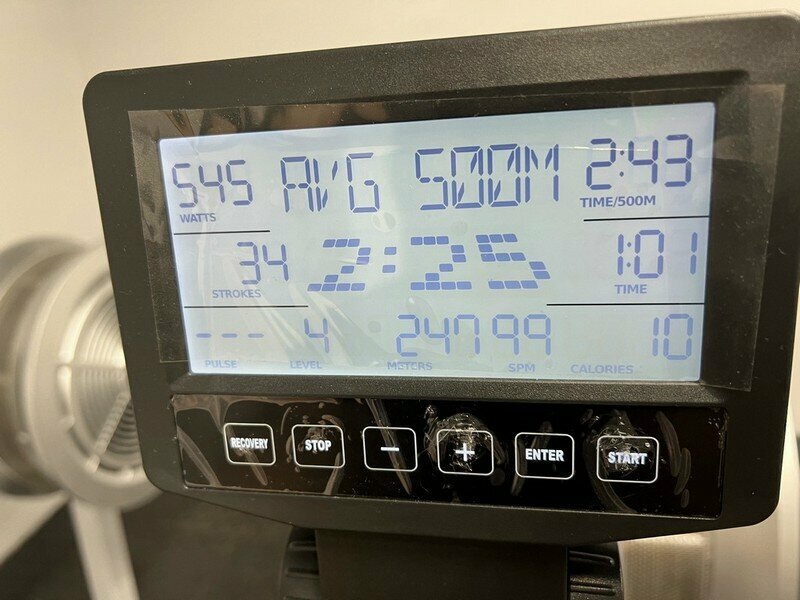 545 AVG 500M 2:43
WATTS TIME/500M
34 2:25 1:01
STROKES TIME
--- 4 247 99 10
PULSE LEVEL METERS SPM CALORIES
RECOVERY STOP - + ENTER START